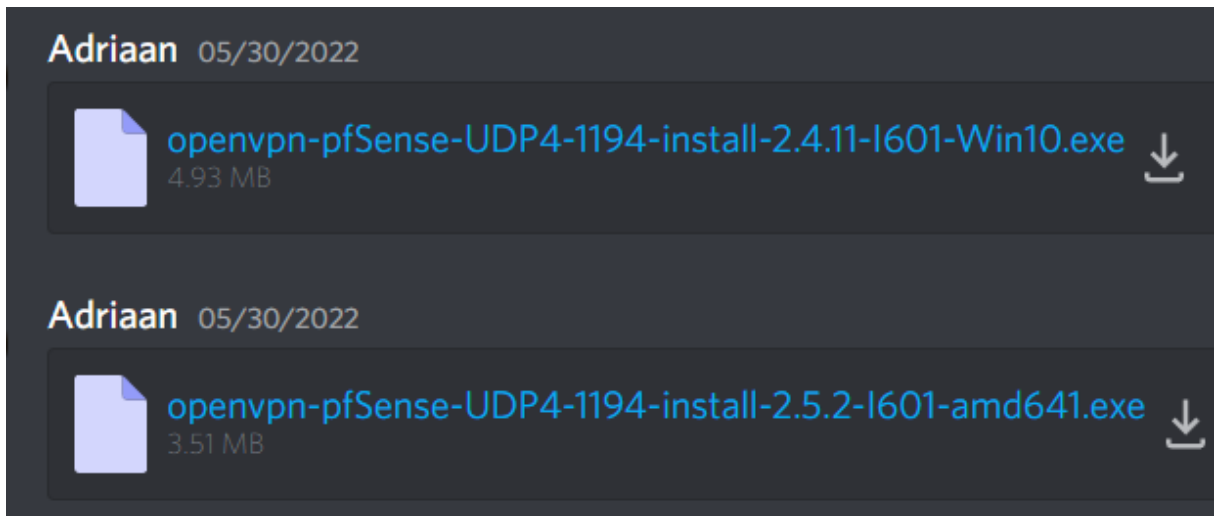 Adriaan 05/30/2022
openvpn-pfSense-UDP4-1194-install-2.4.11-I601-Win10.exe
4.93 MB
Adriaan 05/30/2022
openvpn-pfSense-UDP4-1194-install-2.5.2-I601-amd641.exe
3.51 MB